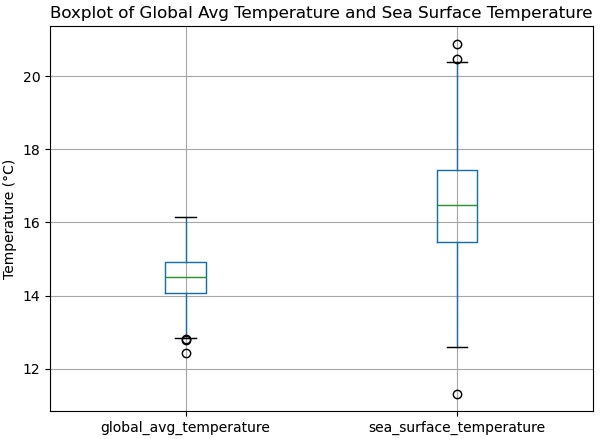 Boxplot of Global Avg Temperature and Sea Surface Temperature
Temperature (°C)
20
18
16
14
12
global_avg_temperature
sea_surface_temperature